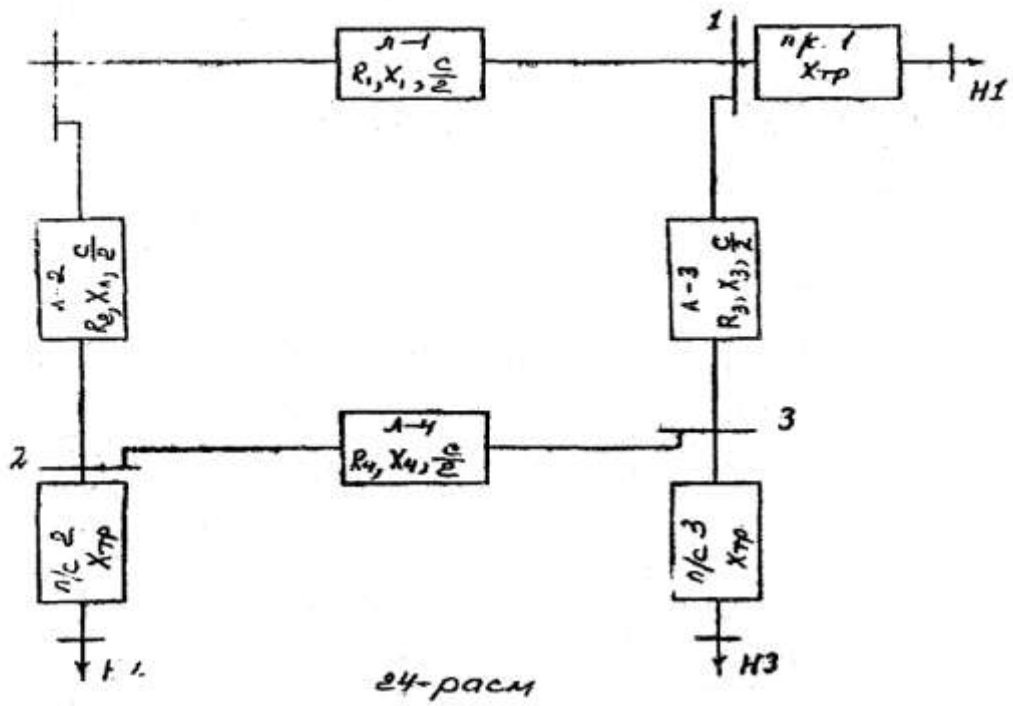 л-1
R₁, X₁, C/2
1
п/с. 1
Xтр
Н1
л-2 C/2
R₂, X₁, 
л-3
R₃, X₃, C/2
2
л-4
R₄, X₄, C/2
3
п/с 2
Xтр
п/с 3
Xтр
Н3
24-расм